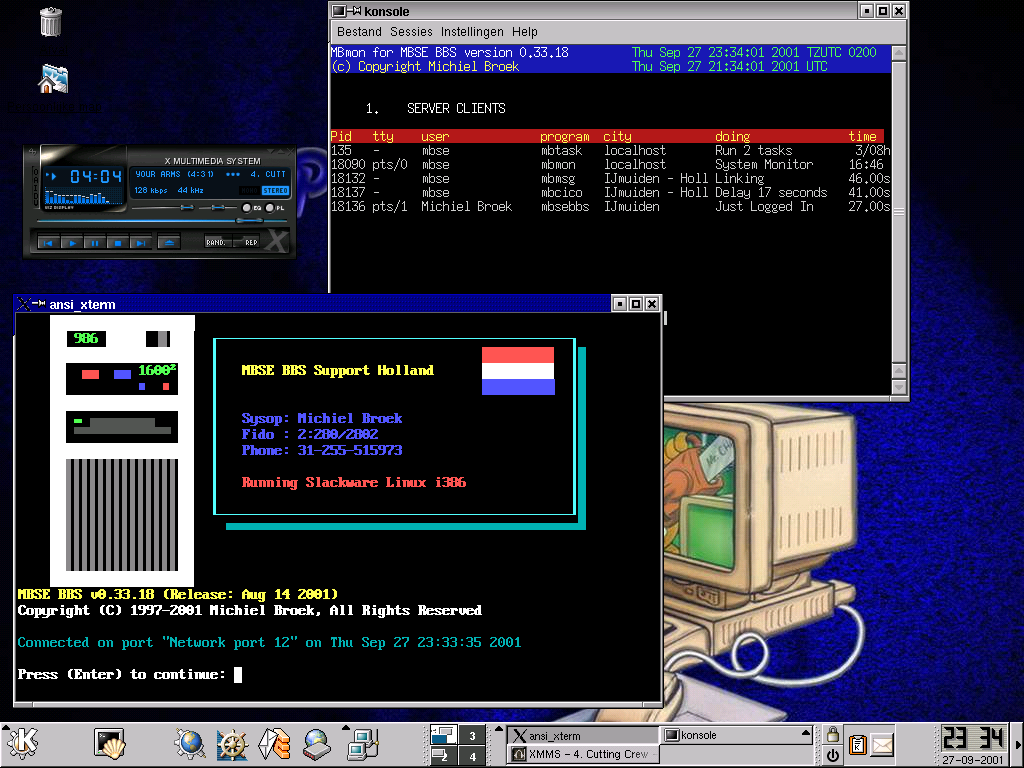 konsole
Bestand Sessies Instellingen Help
MBmon for MBSE BBS version 0.33.18 Thu Sep 27 23:34:01 2001 TZUTC 0200
(c) Copyright Michiel Broek Thu Sep 27 21:34:01 2001 UTC
1. SERVER CLIENTS
Pid tty user program city doing time
135 - mbse mbtask localhost Run 2 tasks 3/08h
18090 pts/0 mbse mbmon localhost System Monitor 16:46
18132 - mbse mbmsg IJmuiden - Holl Linking 46.00s
18137 - mbse mbcico IJmuiden - Holl Delay 17 seconds 41.00s
18136 pts/1 Michiel Broek mbsebbs IJmuiden Just Logged In 27.00s
X MULTIMEDIA SYSTEM
04:04
YOUR ARMS (4:31) *** 4. CUTT
128 kbps 44 kHz
STEREO
EQ PL
RAND. REP
X
ansi_xterm
986
1600²
MBSE BBS Support Holland
Sysop: Michiel Broek
Fido : 2:280/2802
Phone: 31-255-515973
Running Slackware Linux i386
MBSE BBS v0.33.18 (Release: Aug 14 2001)
Copyright (C) 1997-2001 Michiel Broek, All Rights Reserved
Connected on port "Network port 12" on Thu Sep 27 23:33:35 2001
Press (Enter) to continue:
K
3
2 4
ansi_xterm
konsole
XMMS - 4. Cutting Crew -
23 34
27-09-2001